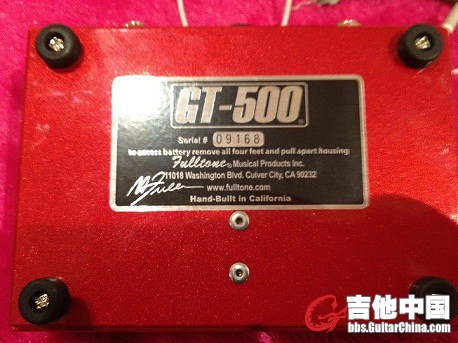 GT-500®
Serial # 09168
to access battery remove all four feet and pull apart housing:
Fulltone® Musical Products Inc.
11018 Washington Blvd. Culver City, CA 90232
www.fulltone.com
Hand-Built in California
吉他中国
bbs.GuitarChina.com